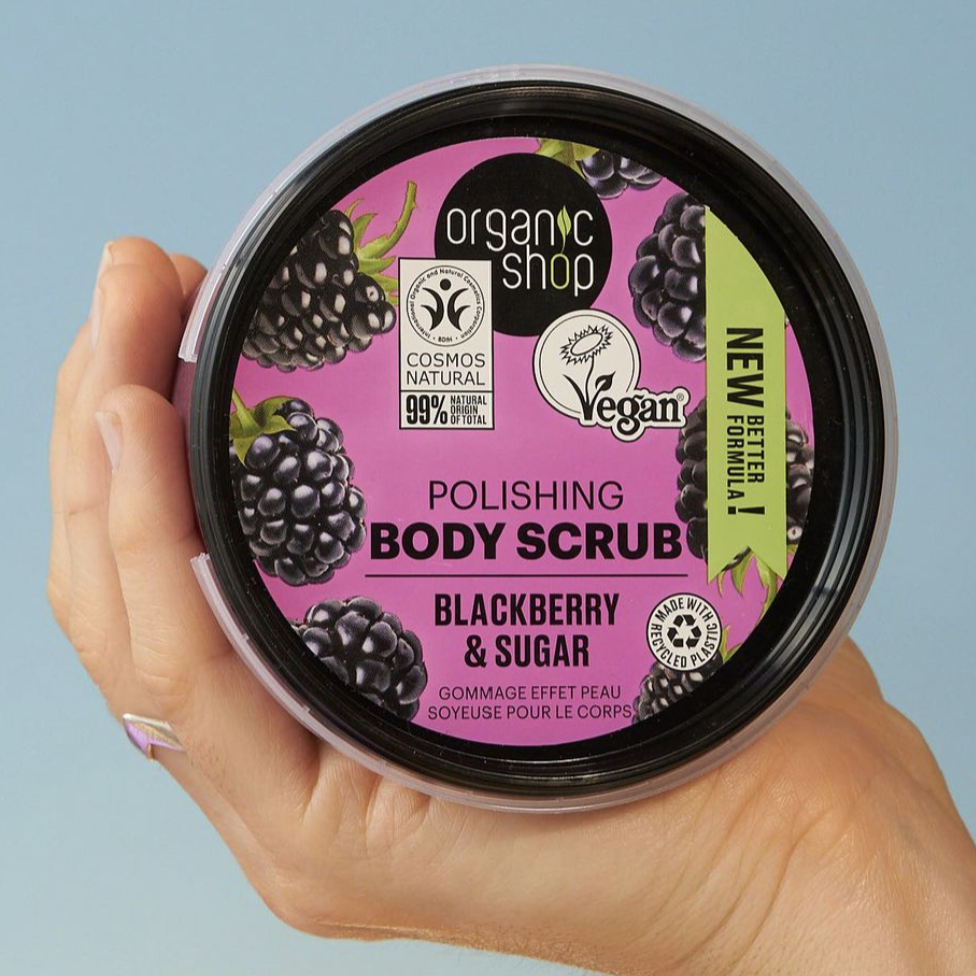 organic
shop
International Organic and Natural Cosmetics Corporation
· BDIH ·
COSMOS
NATURAL
99% NATURAL
ORIGIN
OF TOTAL
Vegan®
NEW BETTER
FORMULA!
POLISHING
BODY SCRUB
BLACKBERRY
& SUGAR
MADE WITH
RECYCLED PLASTIC
GOMMAGE EFFET PEAU
SOYEUSE POUR LE CORPS